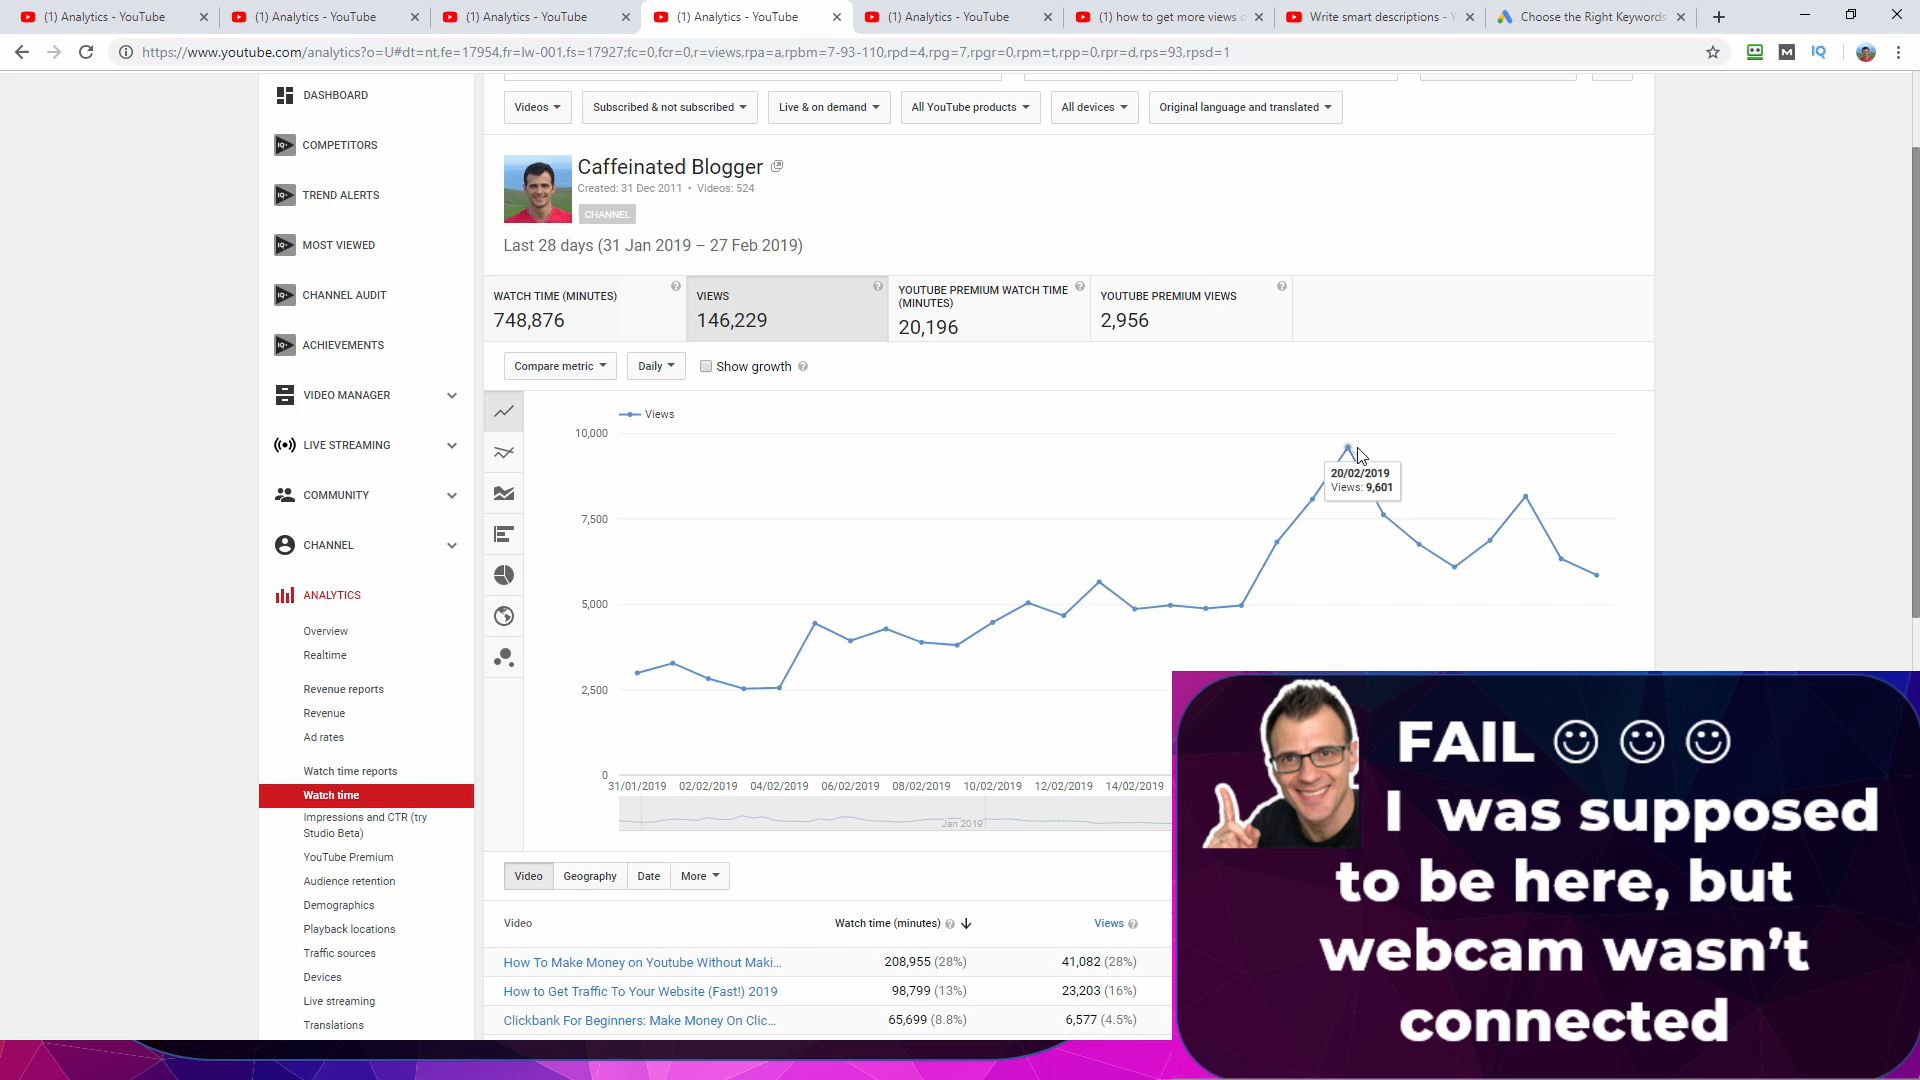 (1) Analytics - YouTube
(1) Analytics - YouTube
(1) Analytics - YouTube
(1) Analytics - YouTube
(1) Analytics - YouTube
(1) how to get more views
Write smart descriptions -
Choose the Right Keywords
https://www.youtube.com/analytics?o=U#dt=nt,fe=17954,fr=lw-001,fs=17927;fc=0,fcr=0,r=views,rpa=a,rpbm=7-93-110,rpd=4,rpg=7,rpgr=0,rpm=t,rpp=0,rpr=d,rps=93,rpsd=1
M
IQ
DASHBOARD
COMPETITORS
TREND ALERTS
MOST VIEWED
CHANNEL AUDIT
ACHIEVEMENTS
VIDEO MANAGER
LIVE STREAMING
COMMUNITY
CHANNEL
ANALYTICS
Overview
Realtime
Revenue reports
Revenue
Ad rates
Watch time reports
Watch time
Impressions and CTR (try
Studio Beta)
YouTube Premium
Audience retention
Demographics
Playback locations
Traffic sources
Devices
Live streaming
Translations
Videos
Subscribed & not subscribed
Live & on demand
All YouTube products
All devices
Original language and translated
Caffeinated Blogger
Created: 31 Dec 2011 • Videos: 524
CHANNEL
Last 28 days (31 Jan 2019 – 27 Feb 2019)
WATCH TIME (MINUTES)
748,876
VIEWS
146,229
YOUTUBE PREMIUM WATCH TIME
(MINUTES)
20,196
YOUTUBE PREMIUM VIEWS
2,956
Compare metric
Daily
Show growth
Views
10,000
7,500
5,000
2,500
0
20/02/2019
Views: 9,601
31/01/2019 02/02/2019 04/02/2019 06/02/2019 08/02/2019 10/02/2019 12/02/2019 14/02/2019
Jan 2019
Video Geography Date More
Video Watch time (minutes) Views
How To Make Money on Youtube Without Maki... 208,955 (28%) 41,082 (28%)
How to Get Traffic To Your Website (Fast!) 2019 98,799 (13%) 23,203 (16%)
Clickbank For Beginners: Make Money On Clic... 65,699 (8.8%) 6,577 (4.5%)
FAIL ☺ ☺ ☺
I was supposed
to be here, but
webcam wasn't
connected